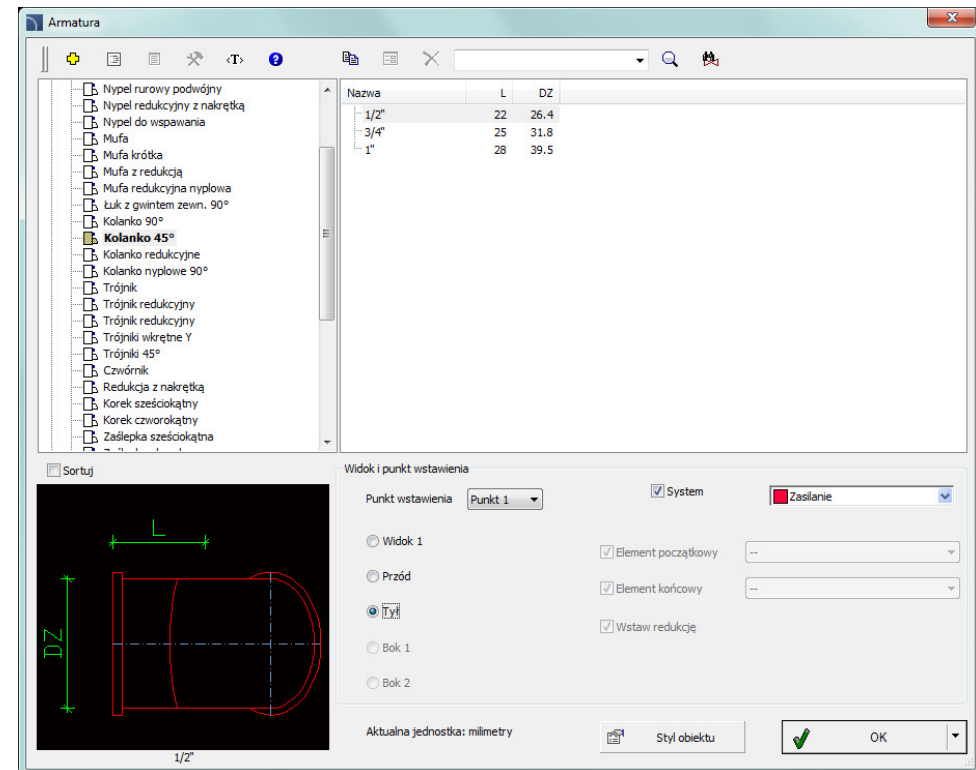 Armatura
x
‹T› ?
Nypel rurowy podwójny
Nypel redukcyjny z nakrętką
Nypel do wspawania
Mufa
Mufa krótka
Mufa z redukcją
Mufa redukcyjna nyplowa
Łuk z gwintem zewn. 90°
Kolanko 90°
Kolanko 45°
Kolanko redukcyjne
Kolanko nyplowe 90°
Trójnik
Trójnik redukcyjny
Trójnik redukcyjny
Trójniki wkrętne Y
Trójniki 45°
Czwórnik
Redukcja z nakrętką
Korek sześciokątny
Korek czworokątny
Zaślepka sześciokątna
Nazwa L DZ
1/2" 22 26.4
3/4" 25 31.8
1" 28 39.5
Sortuj
L
DZ
1/2"
Widok i punkt wstawienia
Punkt wstawienia Punkt 1
System Zasilanie
Widok 1
Przód
Tył
Bok 1
Bok 2
Element początkowy --
Element końcowy --
Wstaw redukcję
Aktualna jednostka: milimetry
Styl obiektu
OK